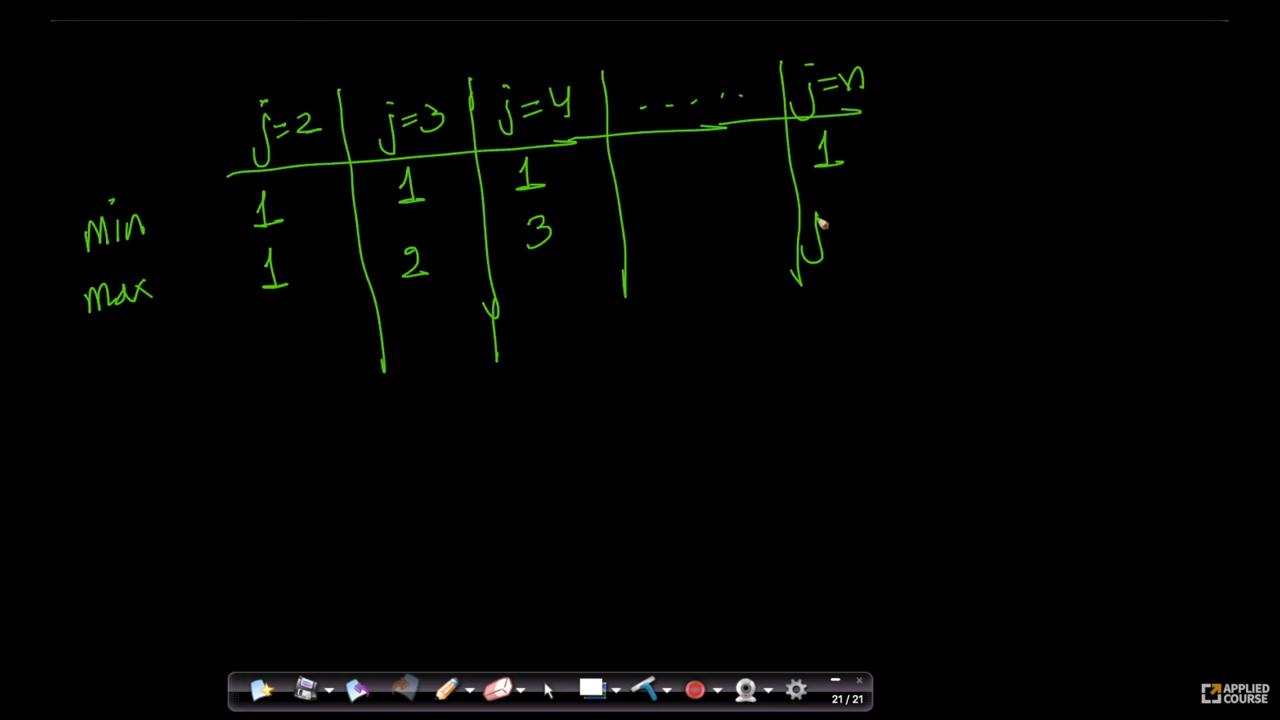 j=2 j=3 j=4 ..... j=n
min 1 1 1 1
max 1 2 3 j
21 / 21
APPLIED
COURSE